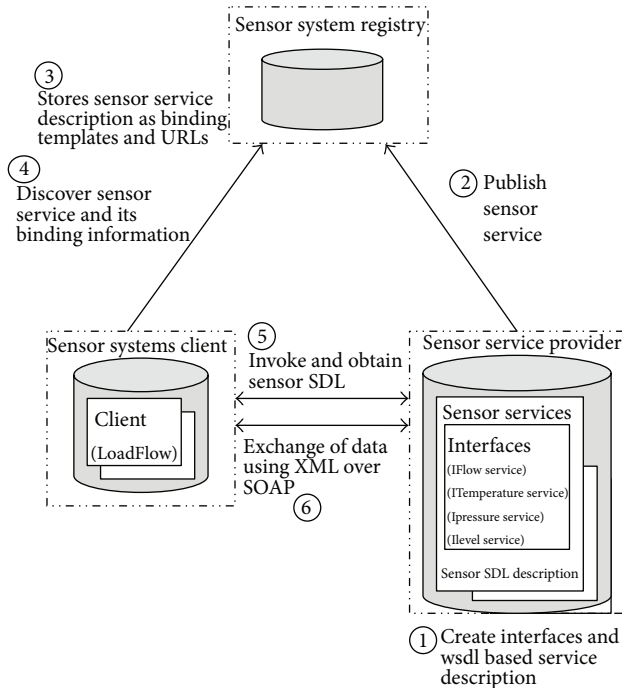 Sensor system registry
3
Stores sensor service
description as binding
templates and URLs
4
Discover sensor
service and its
binding information
2 Publish
sensor
service
Sensor systems client
Client
(LoadFlow)
5
Invoke and obtain
sensor SDL
Exchange of data
using XML over
SOAP
6
Sensor service provider
Sensor services
Interfaces
(IFlow service)
(ITemperature service)
(Ipressure service)
(Ilevel service)
Sensor SDL description
1 Create interfaces and
wsdl based service
description